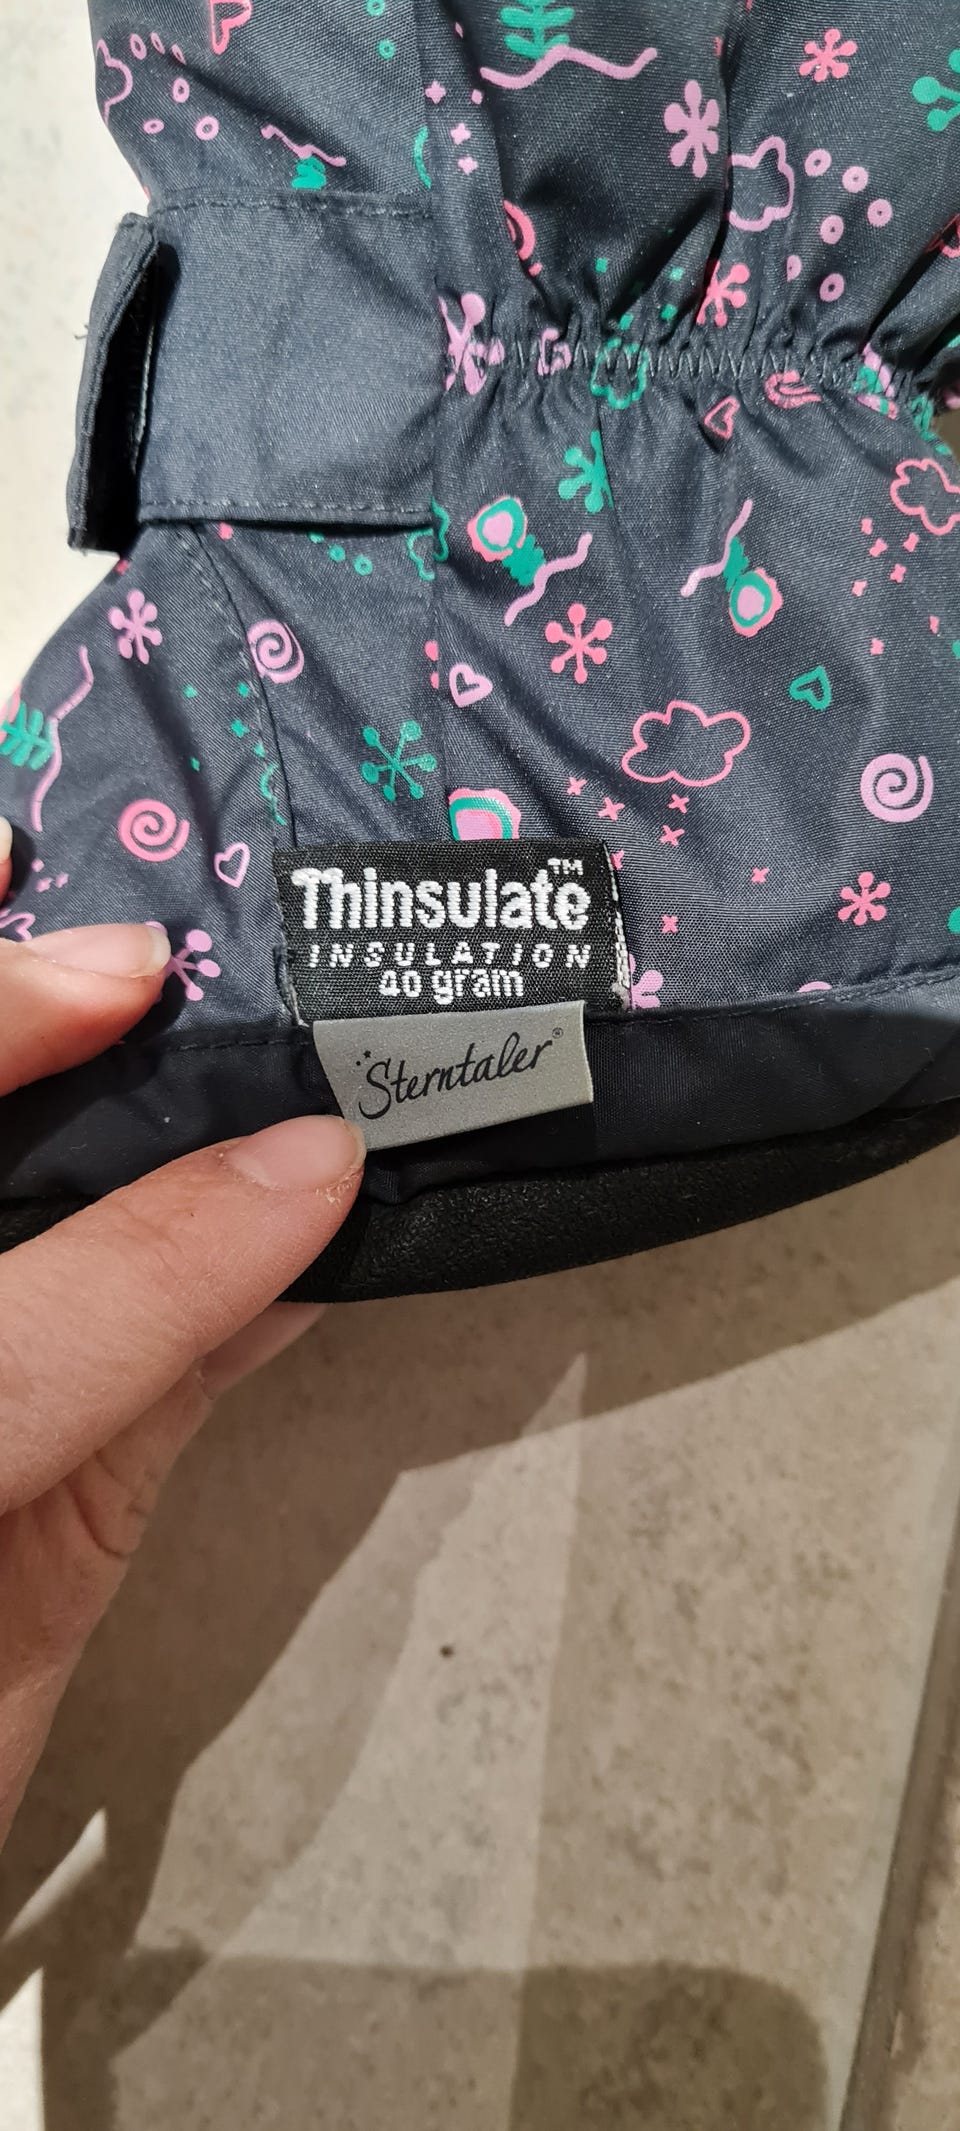 Thinsulate™
INSULATION
40 gram
Sterntaler®